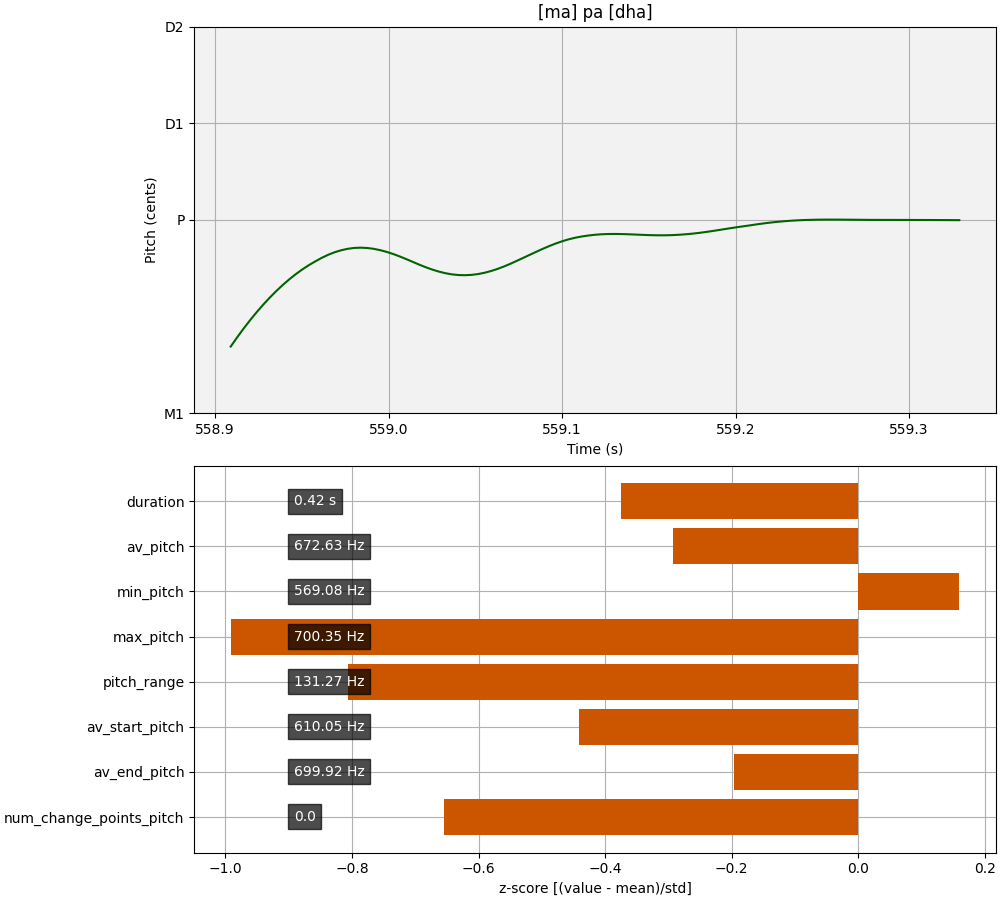 [ma] pa [dha]
D2
D1
P
M1
Pitch (cents)
558.9 559.0 559.1 559.2 559.3
Time (s)
duration 0.42 s
av_pitch 672.63 Hz
min_pitch 569.08 Hz
max_pitch 700.35 Hz
pitch_range 131.27 Hz
av_start_pitch 610.05 Hz
av_end_pitch 699.92 Hz
num_change_points_pitch 0.0
−1.0 −0.8 −0.6 −0.4 −0.2 0.0 0.2
z-score [(value - mean)/std]